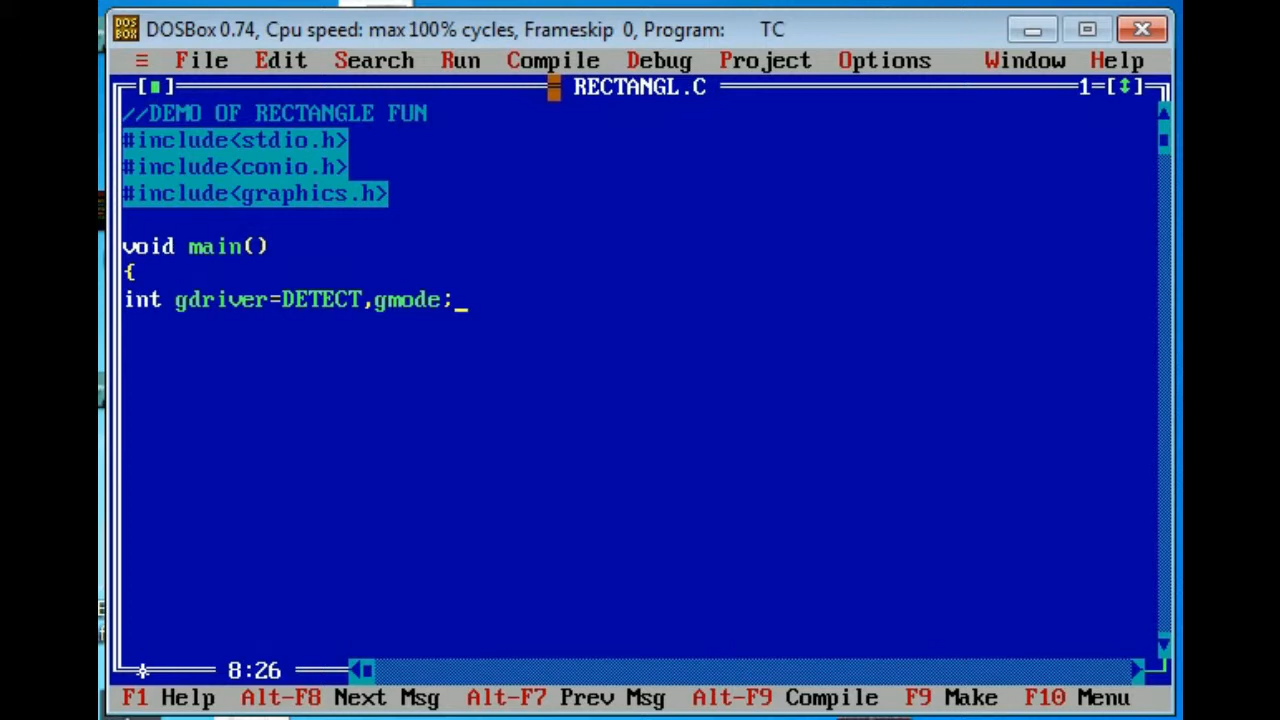 DOS BOX DOSBox 0.74, Cpu speed: max 100% cycles, Frameskip 0, Program: TC
≡ File Edit Search Run Compile Debug Project Options Window Help
[■] RECTANGL.C 1=[↕]
//DEMO OF RECTANGLE FUN
#include<stdio.h>
#include<conio.h>
#include<graphics.h>
void main()
{
int gdriver=DETECT,gmode;_
8:26
F1 Help Alt-F8 Next Msg Alt-F7 Prev Msg Alt-F9 Compile F9 Make F10 Menu